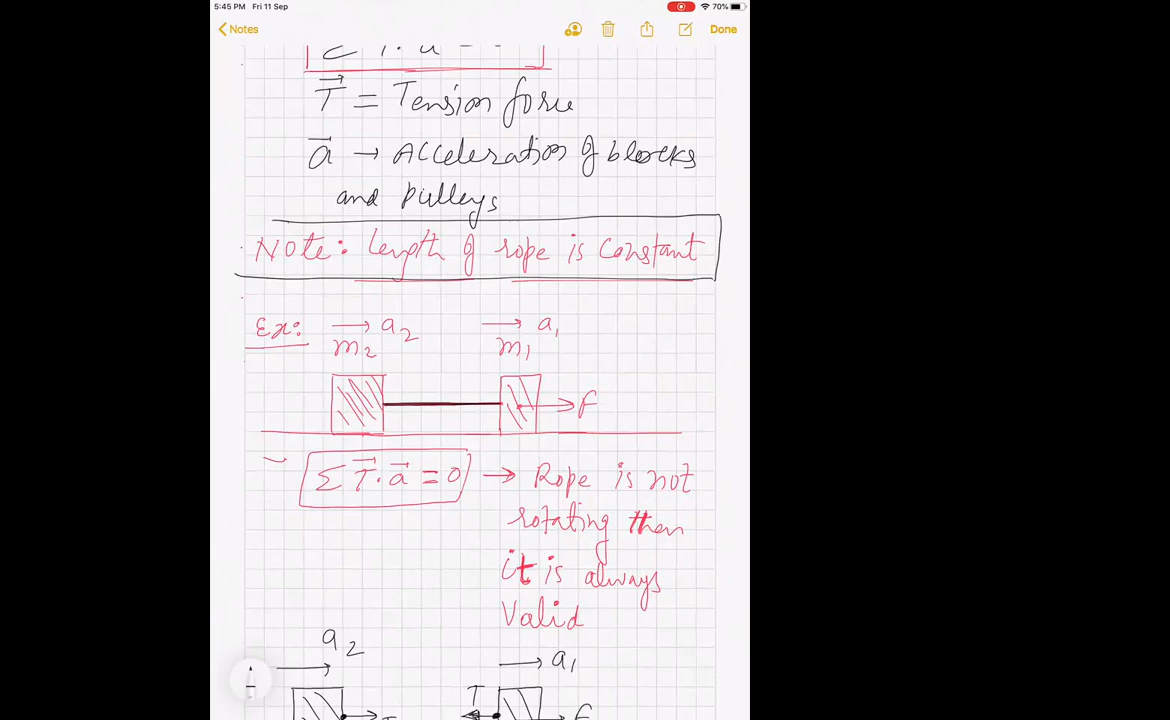 5:45 PM Fri 11 Sep
70%
Notes
Done
T = Tension force
a → Acceleration of blocks
and pulleys
Note: Length of rope is constant
Ex: → a2 → a1
m2 m1
F
Σ T · a = 0 → Rope is not
rotating then
it is always
Valid
a2
a1
T
F